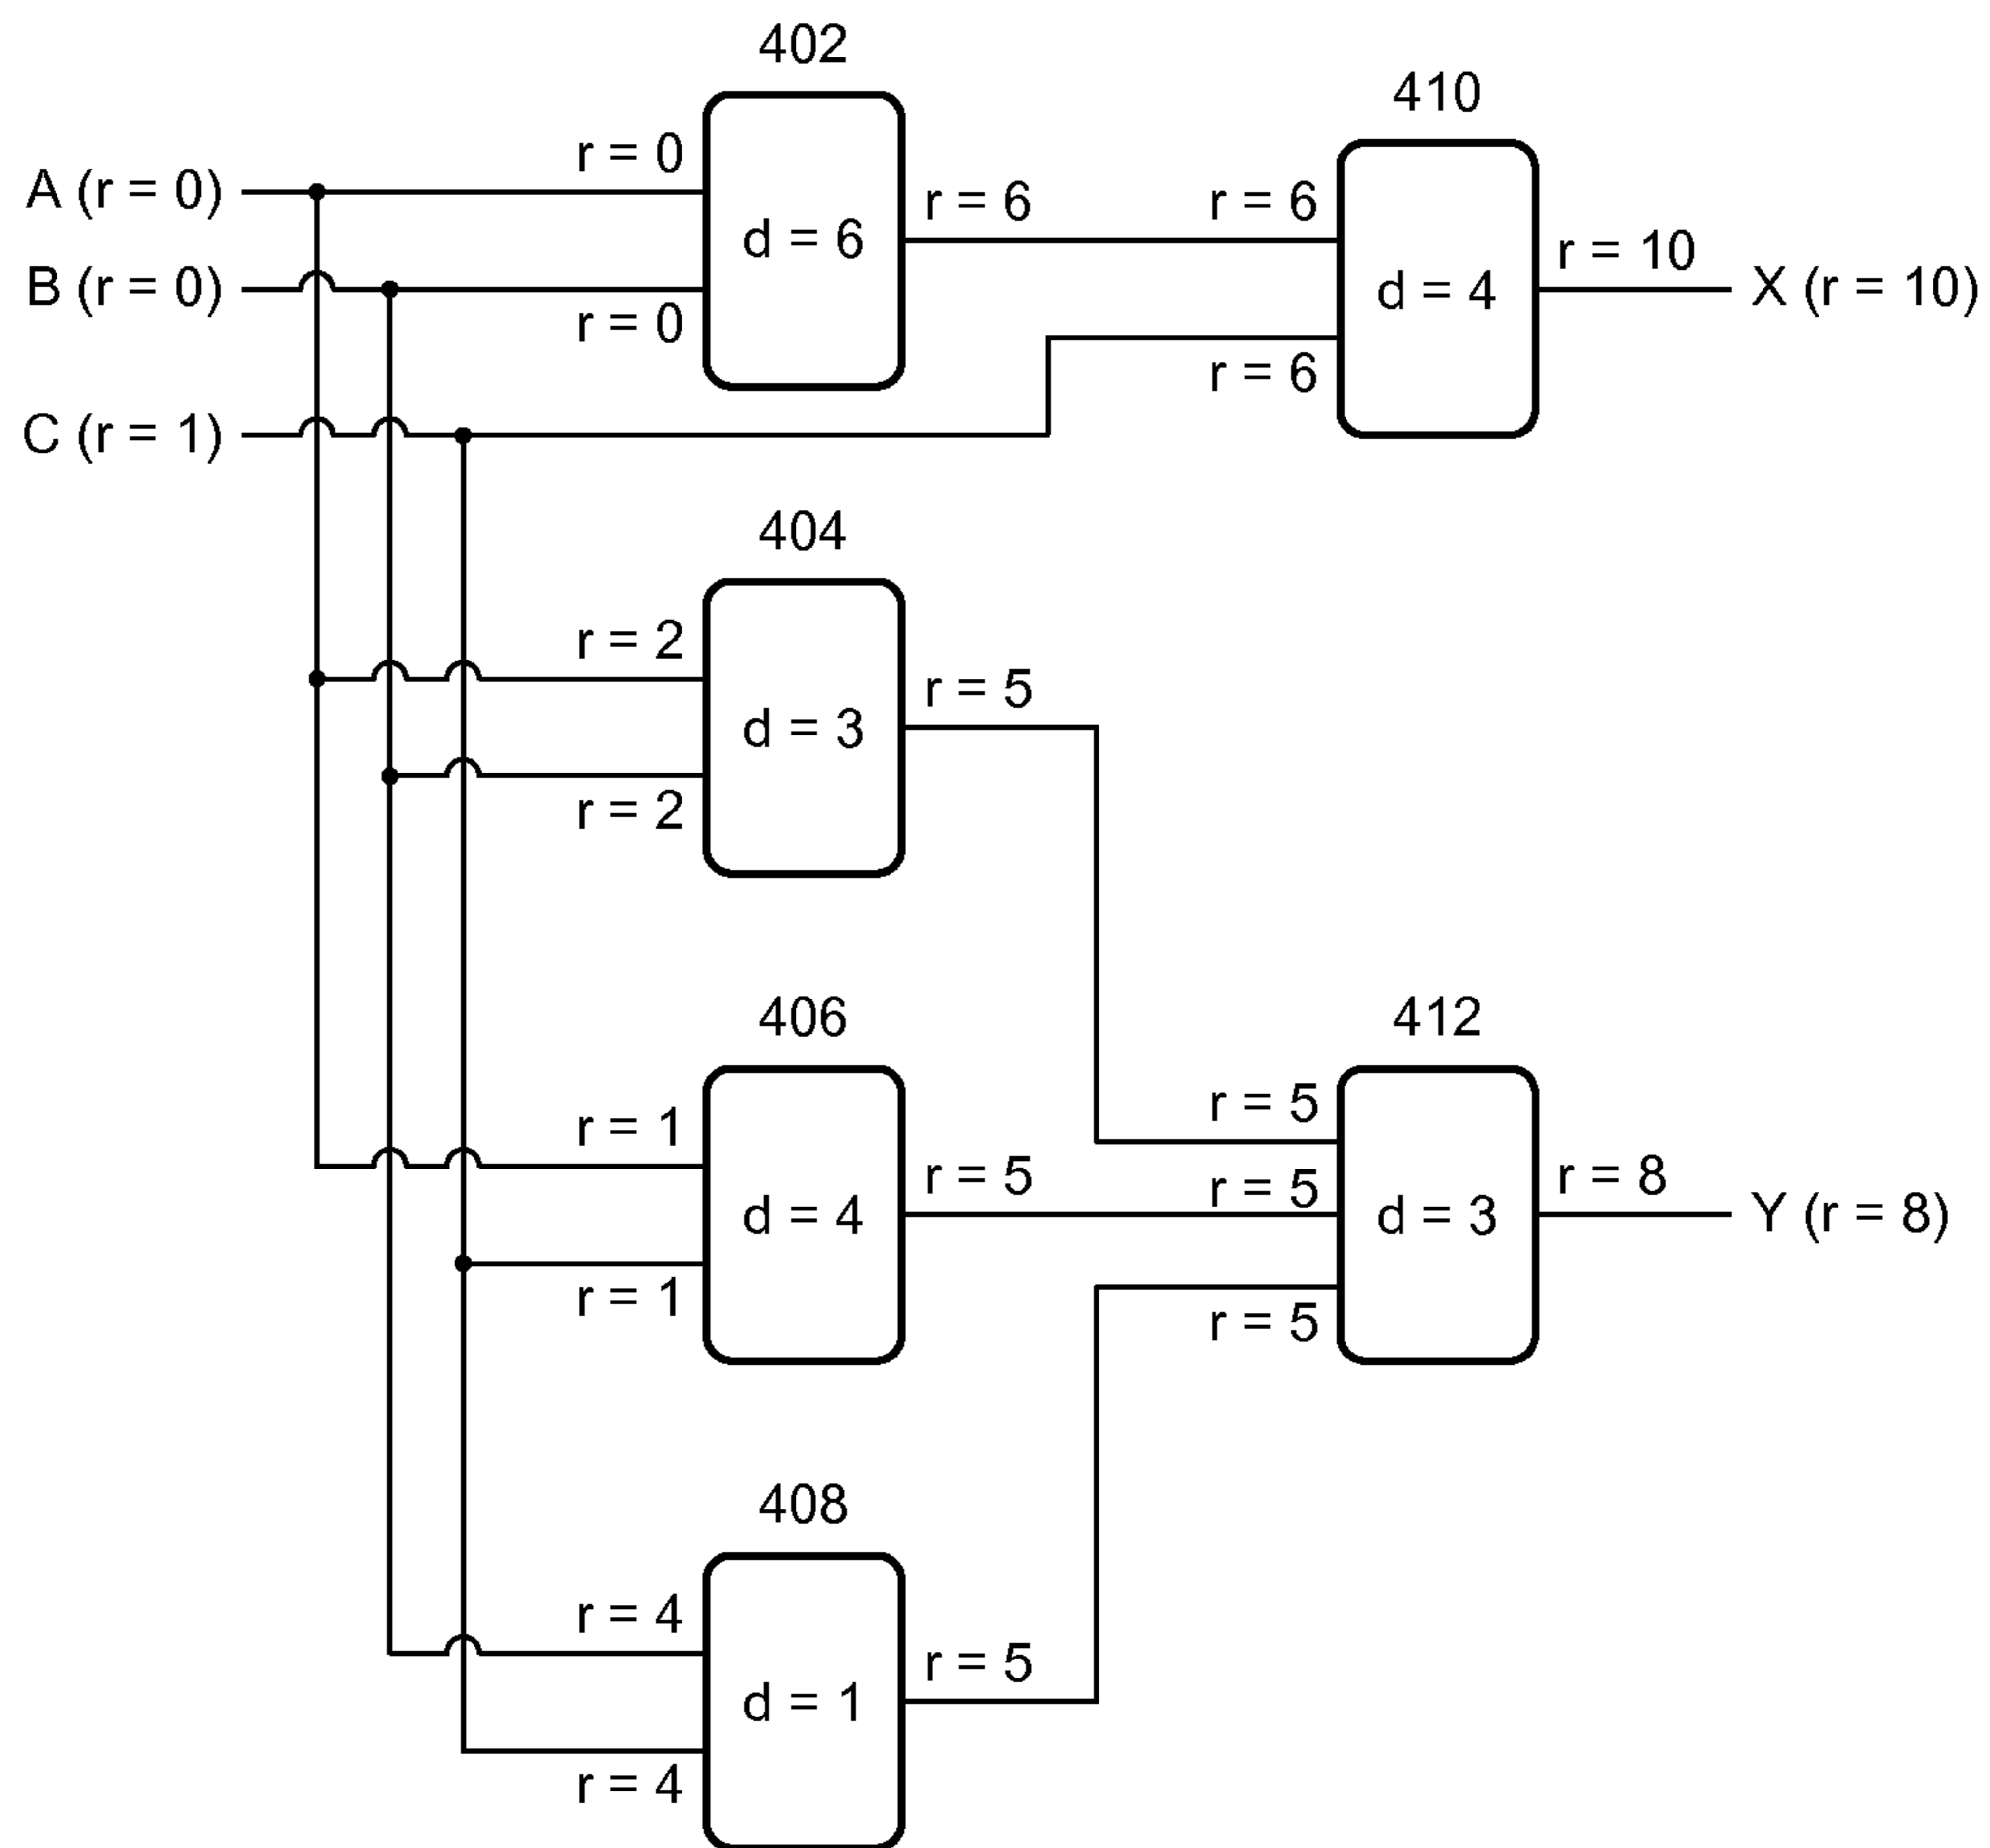 402
410
r = 0
A (r = 0)
r = 6
r = 6
d = 6
r = 10
B (r = 0)
d = 4
X (r = 10)
r = 0
r = 6
C (r = 1)
404
r = 2
r = 5
d = 3
r = 2
406
412
r = 1
r = 5
r = 5
r = 5
r = 8
d = 4
d = 3
Y (r = 8)
r = 1
r = 5
408
r = 4
r = 5
d = 1
r = 4